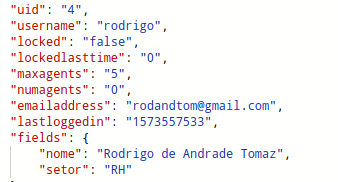 "uid": "4",
"username": "rodrigo",
"locked": "false",
"lockedlasttime": "0",
"maxagents": "5",
"numagents": "0",
"emailaddress": "rodandtom@gmail.com",
"lastloggedin": "1573557533",
"fields": {
"nome": "Rodrigo de Andrade Tomaz",
"setor": "RH"